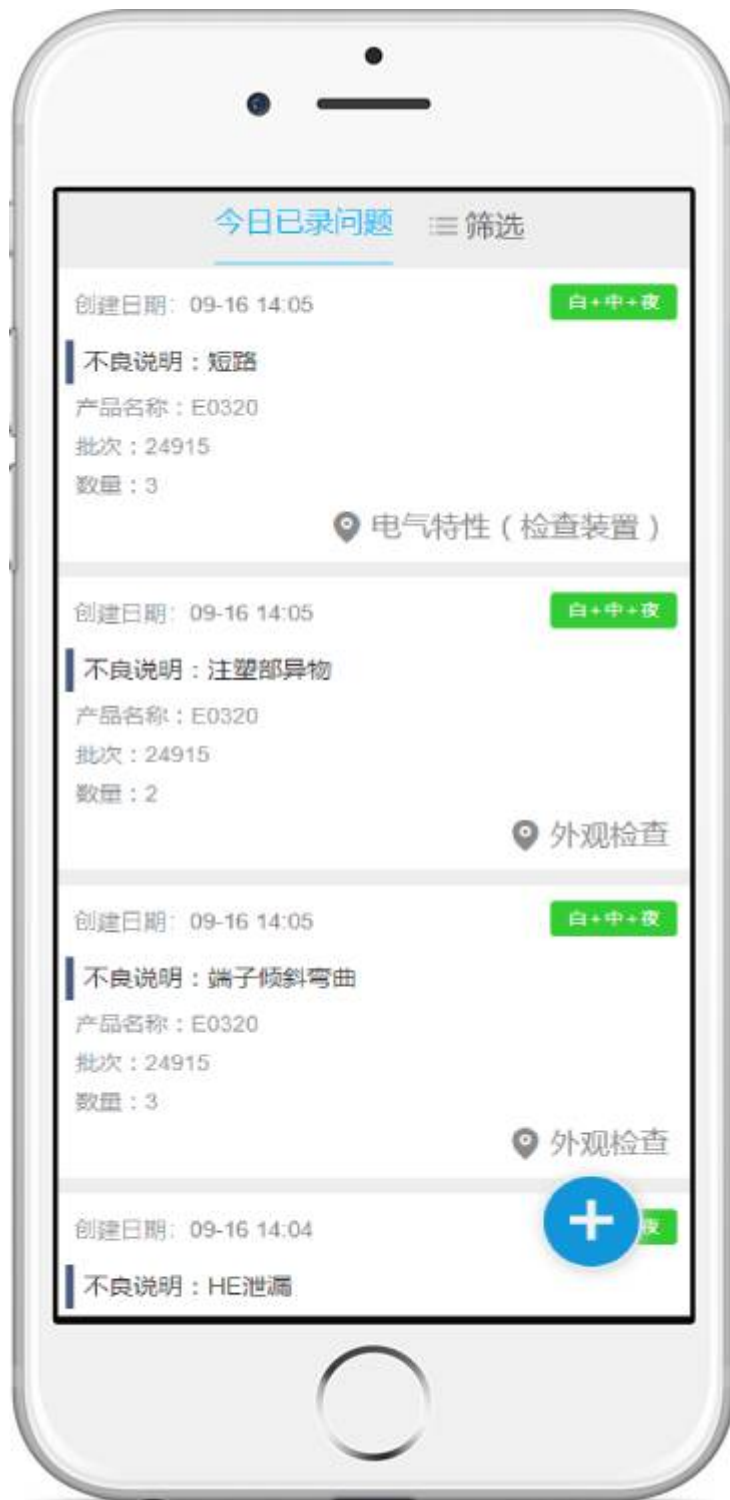 今日已录问题 筛选
创建日期: 09-16 14:05 白+中+夜
不良说明：短路
产品名称：E0320
批次：24915
数量：3
电气特性（检查装置）
创建日期: 09-16 14:05 白+中+夜
不良说明：注塑部异物
产品名称：E0320
批次：24915
数量：2
外观检查
创建日期: 09-16 14:05 白+中+夜
不良说明：端子倾斜弯曲
产品名称：E0320
批次：24915
数量：3
外观检查
创建日期: 09-16 14:04 夜
不良说明：HE泄漏